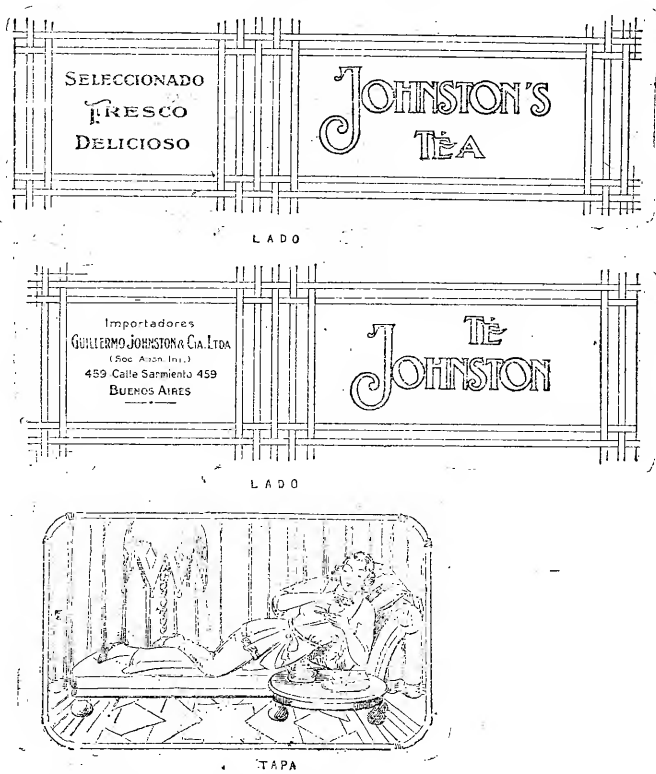 SELECCIONADO
FRESCO
DELICIOSO
JOHNSTON'S
TEA
LADO
Importadores
GUILLERMO JOHNSTON & CIA. LTDA
(Soc. Anon. Inc.)
459 Calle Sarmiento 459
BUENOS AIRES
TÉ
JOHNSTON
LADO
TAPA